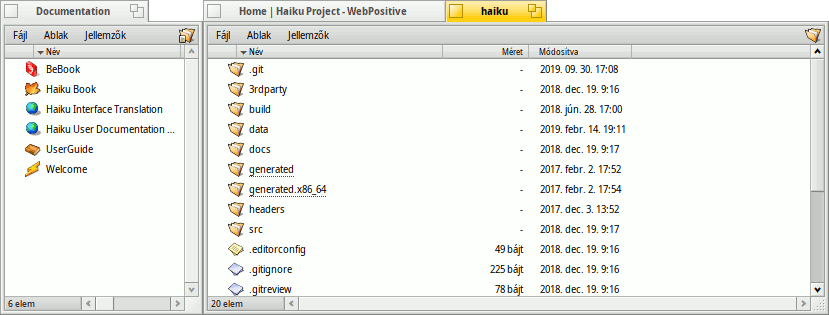 Documentation
Fájl Ablak Jellemzők
Név
BeBook
Haiku Book
Haiku Interface Translation
Haiku User Documentation ...
UserGuide
Welcome
6 elem
Home | Haiku Project - WebPositive
haiku
Fájl Ablak Jellemzők
Név Méret Módosítva
.git - 2019. 09. 30. 17:08
3rdparty - 2018. dec. 19. 9:16
build - 2018. jún. 28. 17:00
data - 2019. febr. 14. 19:11
docs - 2018. dec. 19. 9:17
generated - 2017. febr. 2. 17:52
generated.x86_64 - 2017. febr. 2. 17:54
headers - 2017. dec. 3. 13:52
src - 2018. dec. 19. 9:17
.editorconfig 49 bájt 2018. dec. 19. 9:16
.gitignore 225 bájt 2018. dec. 19. 9:16
.gitreview 78 bájt 2018. dec. 19. 9:16
20 elem